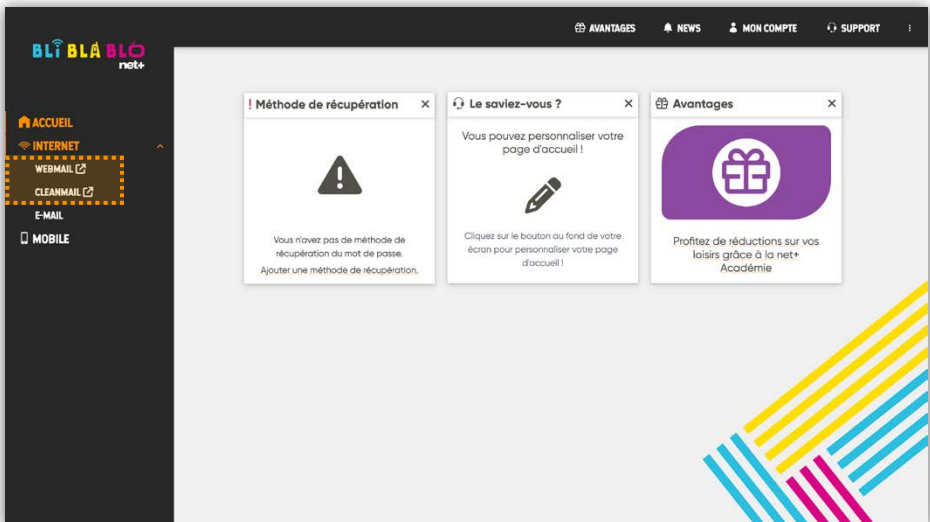 AVANTAGES
NEWS
MON COMPTE
SUPPORT
BLI BLA BLO
net+
ACCUEIL
INTERNET
WEBMAIL
CLEANMAIL
E-MAIL
MOBILE
! Méthode de récupération
Vous n'avez pas de méthode de
récupération du mot de passe.
Ajouter une méthode de récupération.
Le saviez-vous ?
Vous pouvez personnaliser votre
page d'accueil !
Cliquez sur le bouton au fond de votre
écran pour personnaliser votre page
d'accueil !
Avantages
Profitez de réductions sur vos
loisirs grâce à la net+
Académie